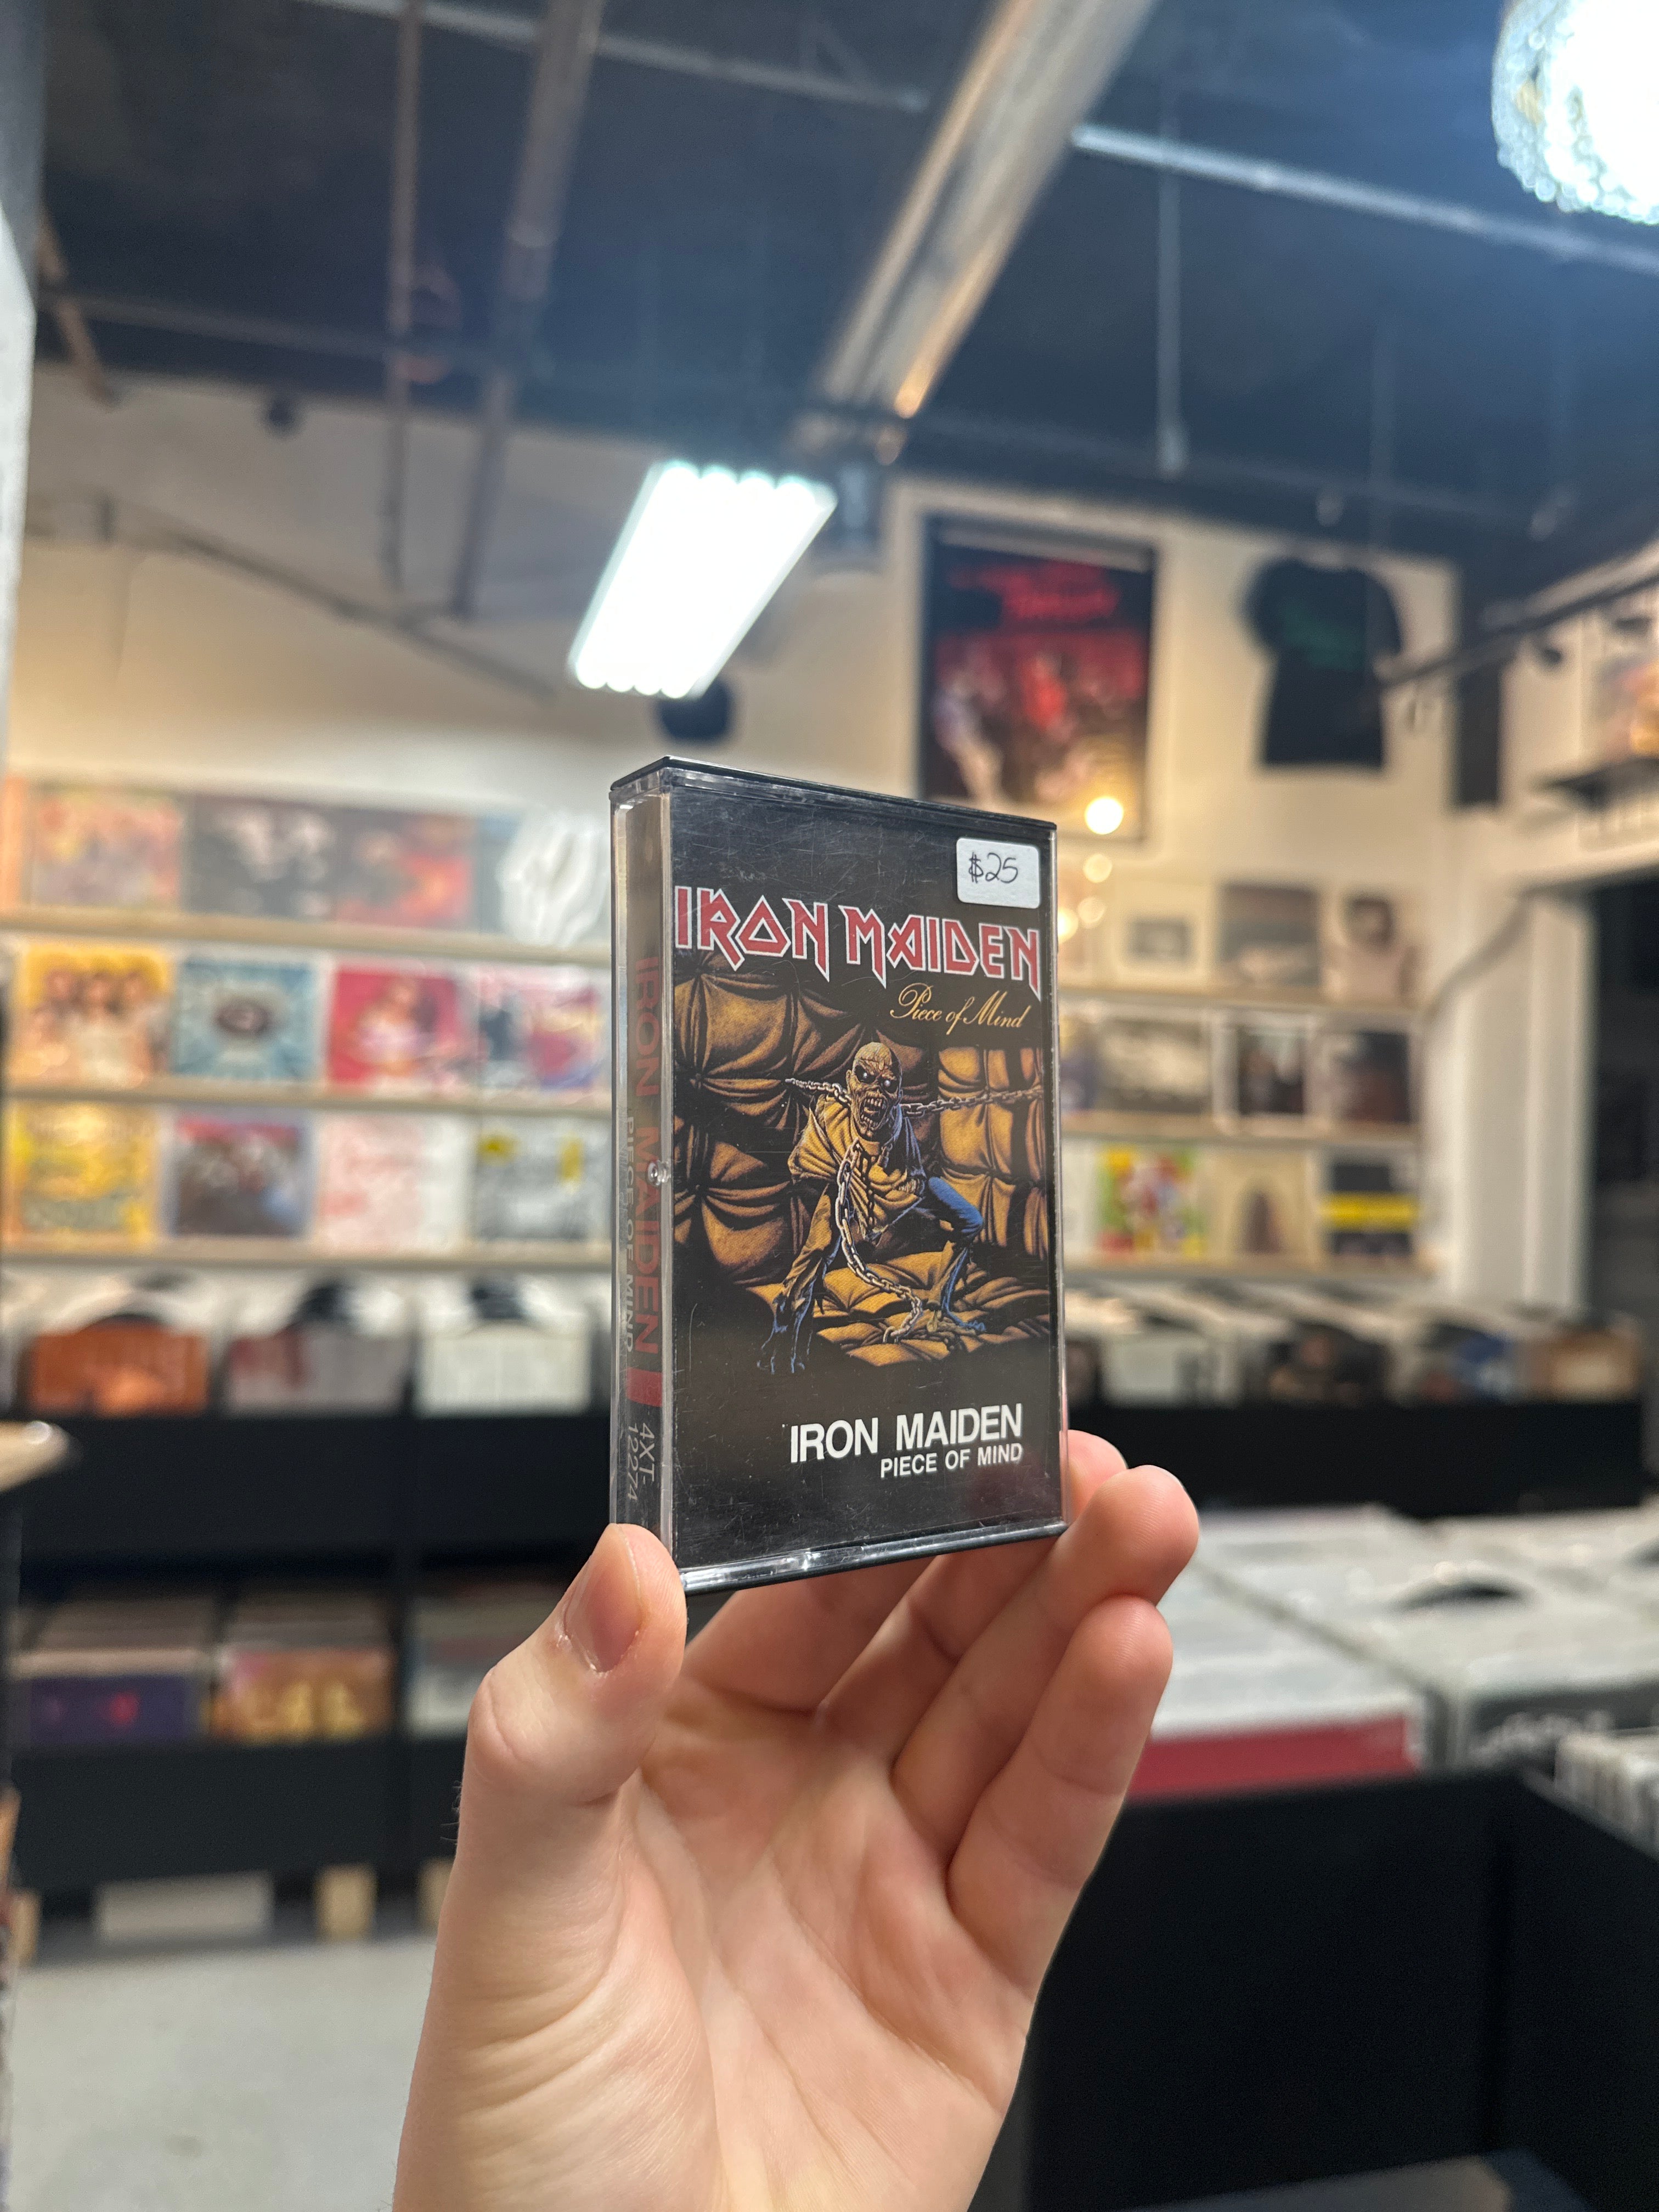 $25
IRON MAIDEN
Piece of Mind
IRON MAIDEN
PIECE OF MIND
IRON MAIDEN
PIECE OF MIND
4XT-
12274